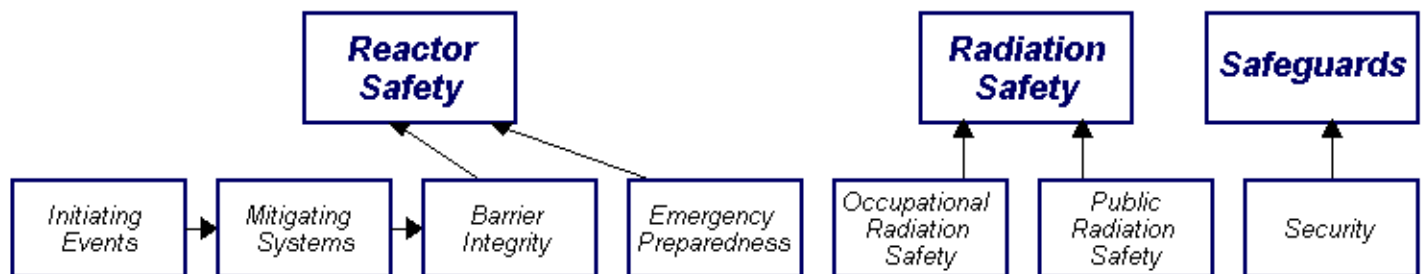 Reactor
Safety
Radiation
Safety
Safeguards
Initiating
Events
Mitigating
Systems
Barrier
Integrity
Emergency
Preparedness
Occupational
Radiation
Safety
Public
Radiation
Safety
Security